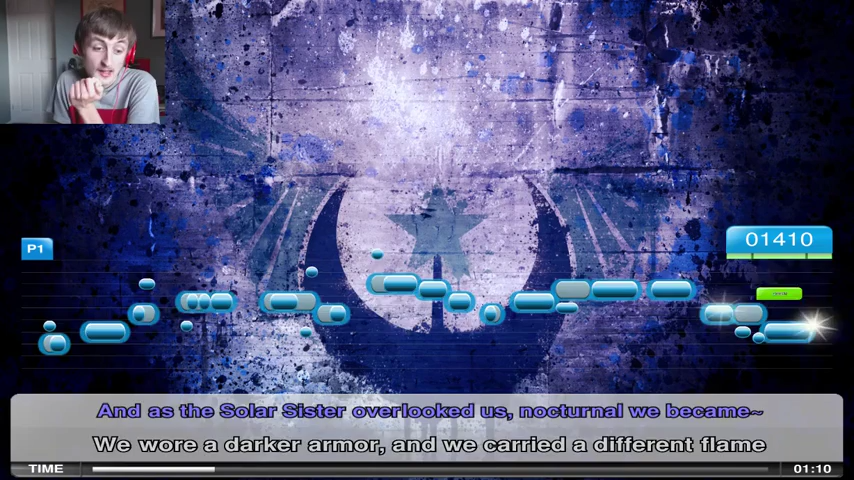 P1
01410
And as the Solar Sister overlooked us, nocturnal we became~
We wore a darker armor, and we carried a different flame
TIME
01:10